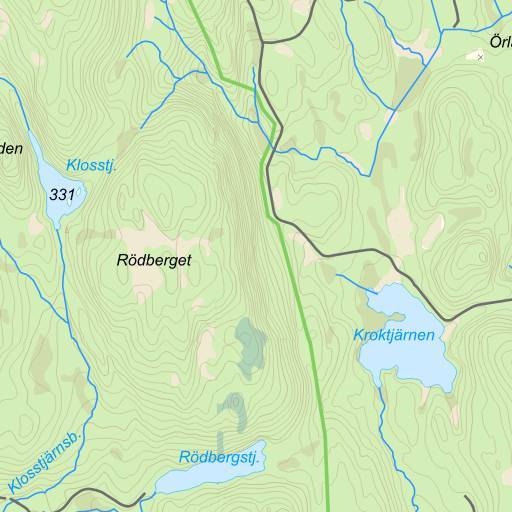 Örl
den
Klosstj.
331
Rödberget
Kroktjärnen
Klosstjärnsb.
Rödbergstj.